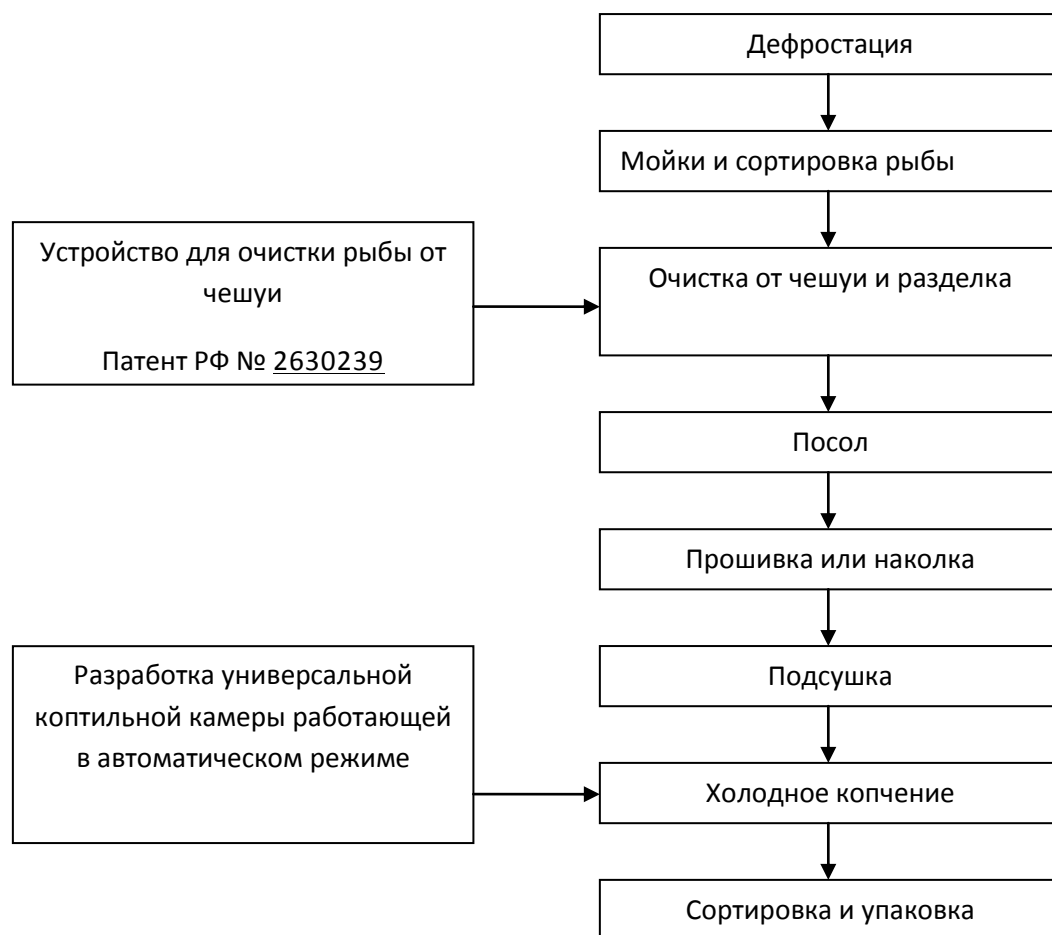 Дефростация
Мойки и сортировка рыбы
Устройство для очистки рыбы от
чешуи
Патент РФ № 2630239
Очистка от чешуи и разделка
Посол
Прошивка или наколка
Разработка универсальной
коптильной камеры работающей
в автоматическом режиме
Подсушка
Холодное копчение
Сортировка и упаковка